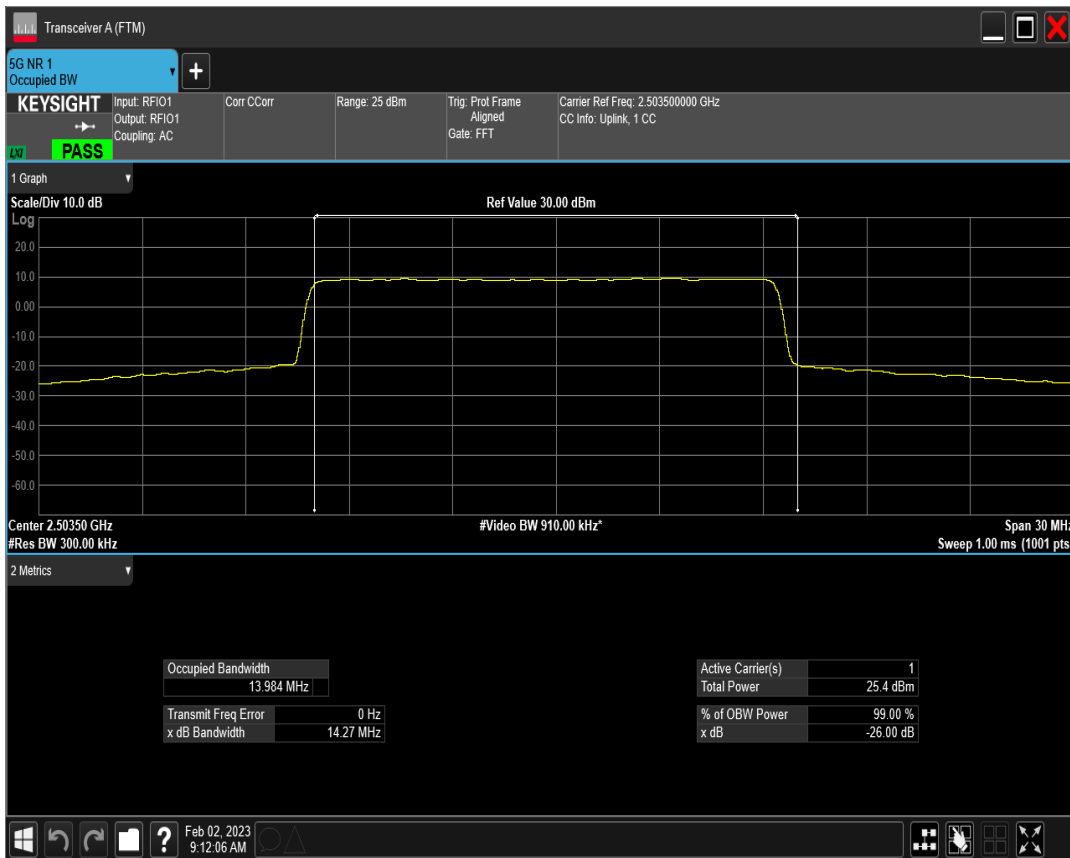 Transceiver A (FTM)
5G NR 1
Occupied BW
+
KEYSIGHT
LXI
PASS
Input: RFIO1
Output: RFIO1
Coupling: AC
Corr CCorr
Range: 25 dBm
Trig: Prot Frame
Aligned
Gate: FFT
Carrier Ref Freq: 2.503500000 GHz
CC Info: Uplink, 1 CC
1 Graph
Scale/Div 10.0 dB
Ref Value 30.00 dBm
Log
20.0
10.0
0.00
-10.0
-20.0
-30.0
-40.0
-50.0
-60.0
Center 2.50350 GHz
#Video BW 910.00 kHz*
Span 30 MHz
#Res BW 300.00 kHz
Sweep 1.00 ms (1001 pts
2 Metrics
Occupied Bandwidth
13.984 MHz
Transmit Freq Error 0 Hz
x dB Bandwidth 14.27 MHz
Active Carrier(s) 1
Total Power 25.4 dBm
% of OBW Power 99.00 %
x dB -26.00 dB
?
Feb 02, 2023
9:12:06 AM